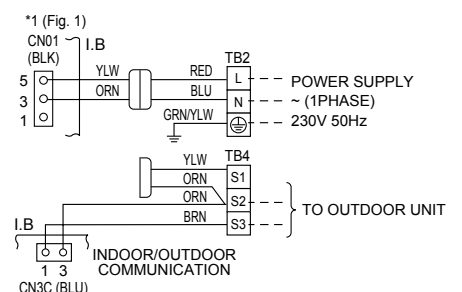 *1 (Fig. 1)
CN01
(BLK)
I.B
5
3
1
YLW
ORN
RED
BLU
GRN/YLW
TB2
L
N
POWER SUPPLY
~ (1PHASE)
230V 50Hz
YLW
ORN
ORN
BRN
TB4
S1
S2
S3
TO OUTDOOR UNIT
I.B
1 3
CN3C (BLU)
INDOOR/OUTDOOR
COMMUNICATION